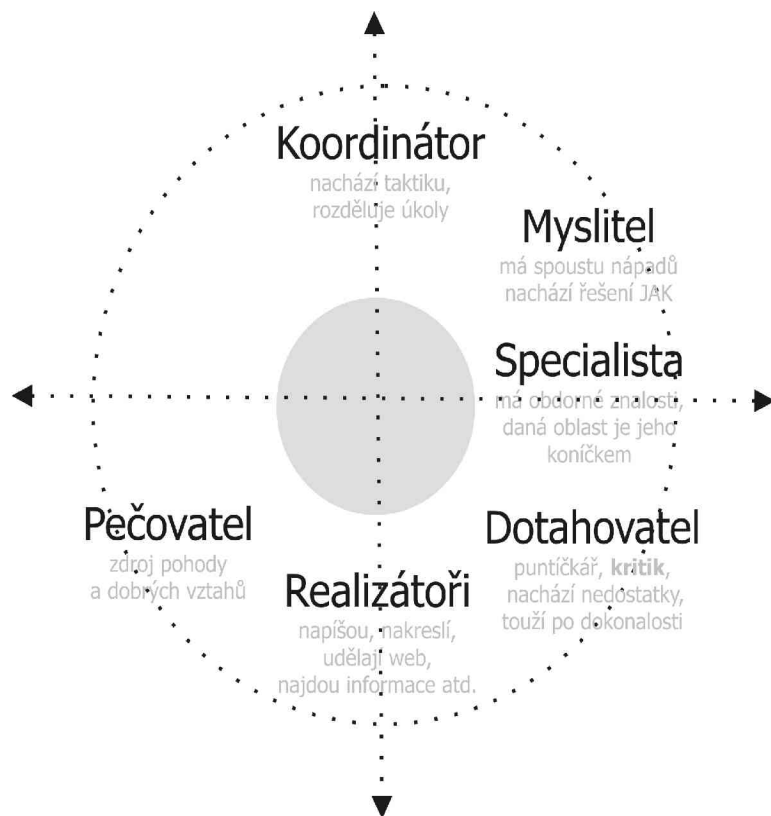 Koordinátor
nachází taktiku,
rozděluje úkoly
Myslitel
má spoustu nápadů
nachází řešení JAK
Specialista
má obdorné znalosti,
daná oblast je jeho
koníčkem
Pečovatel
zdroj pohody
a dobrých vztahů
Dotahovatel
puntíčkář, kritik,
nachází nedostatky,
touží po dokonalosti
Realizátoři
napíšou, nakreslí,
udělají web,
najdou informace atd.